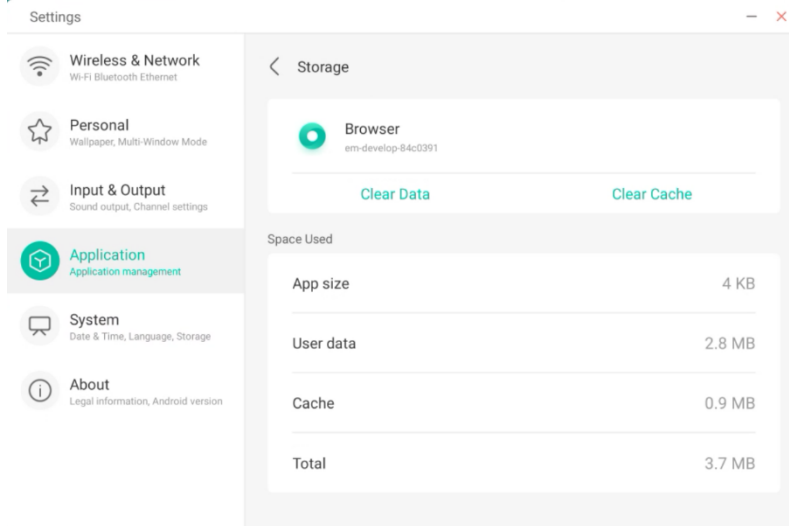 Settings
Wireless & Network
Wi-Fi Bluetooth Ethernet
Personal
Wallpaper, Multi-Window Mode
Input & Output
Sound output, Channel settings
Application
Application management
System
Date & Time, Language, Storage
About
Legal information, Android version
Storage
Browser
em-develop-84c0391
Clear Data Clear Cache
Space Used
App size 4 KB
User data 2.8 MB
Cache 0.9 MB
Total 3.7 MB